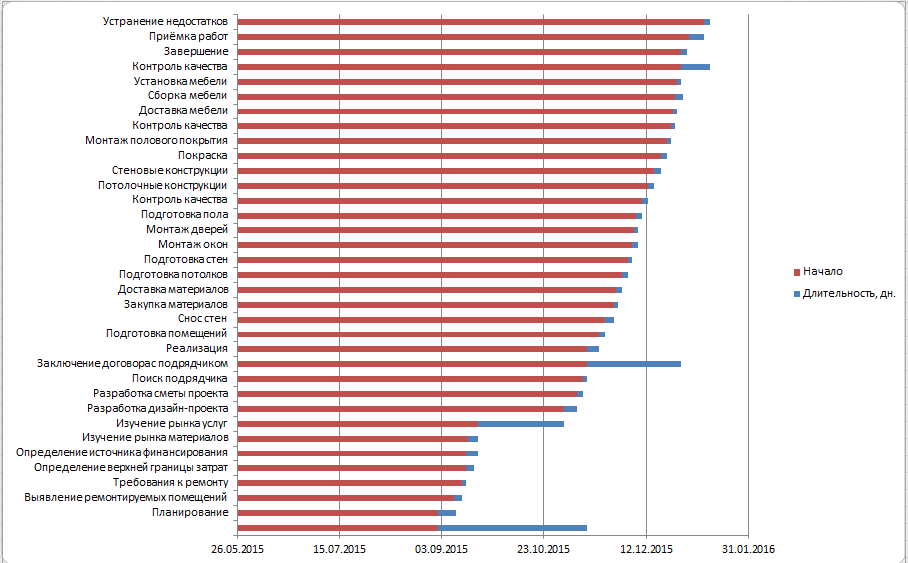 Устранение недостатков
Приёмка работ
Завершение
Контроль качества
Установка мебели
Сборка мебели
Доставка мебели
Контроль качества
Монтаж полового покрытия
Покраска
Стеновые конструкции
Потолочные конструкции
Контроль качества
Подготовка пола
Монтаж дверей
Монтаж окон
Подготовка стен
Подготовка потолков
Доставка материалов
Закупка материалов
Снос стен
Подготовка помещений
Реализация
Заключение договора с подрядчиком
Поиск подрядчика
Разработка сметы проекта
Разработка дизайн-проекта
Изучение рынка услуг
Изучение рынка материалов
Определение источника финансирования
Определение верхней границы затрат
Требования к ремонту
Выявление ремонтируемых помещений
Планирование
26.05.2015 15.07.2015 03.09.2015 23.10.2015 12.12.2015 31.01.2016
Начало
Длительность, дн.